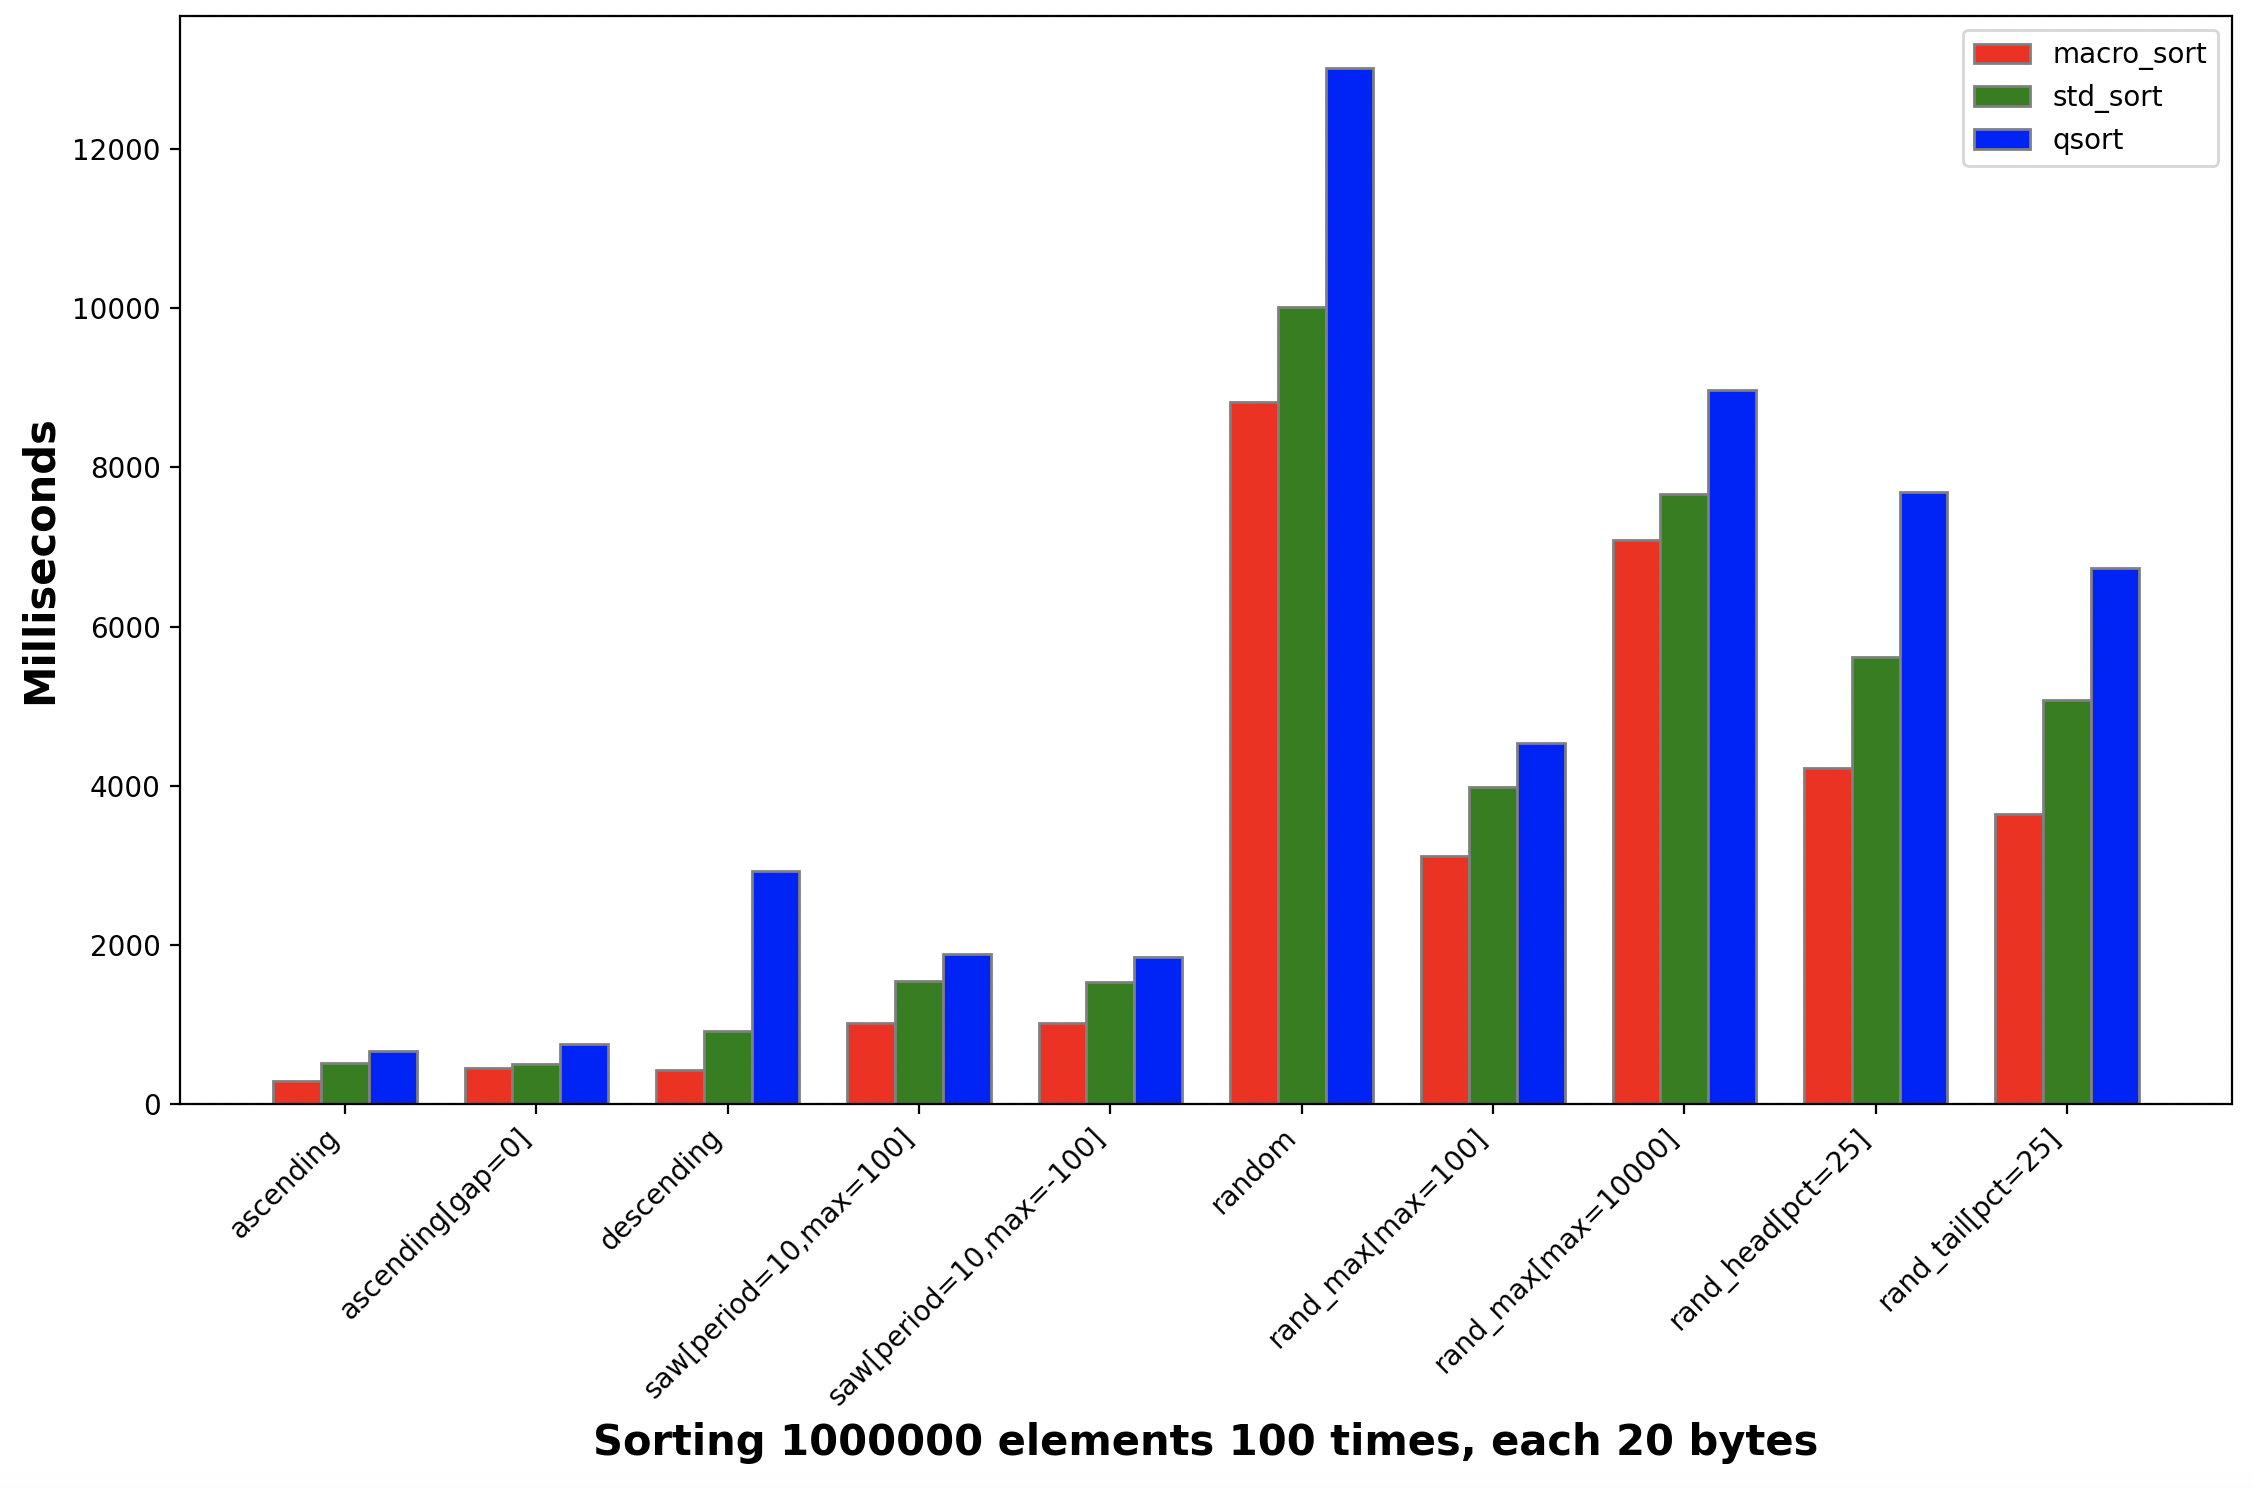 macro_sort
std_sort
qsort
12000
10000
8000
6000
4000
2000
0
Milliseconds
ascending
ascending[gap=0]
descending
saw[period=10,max=100]
saw[period=10,max=-100]
random
rand_max[max=100]
rand_max[max=10000]
rand_head[pct=25]
rand_tail[pct=25]
Sorting 1000000 elements 100 times, each 20 bytes